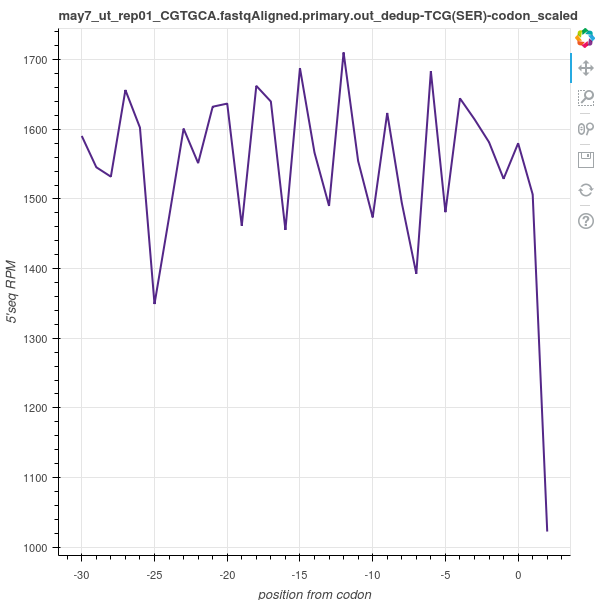 may7_ut_rep01_CGTGCA.fastqAligned.primary.out_dedup-TCG(SER)-codon_scaled
1700
1600
1500
1400
1300
1200
1100
1000
5'seq RPM
-30 -25 -20 -15 -10 -5 0
position from codon